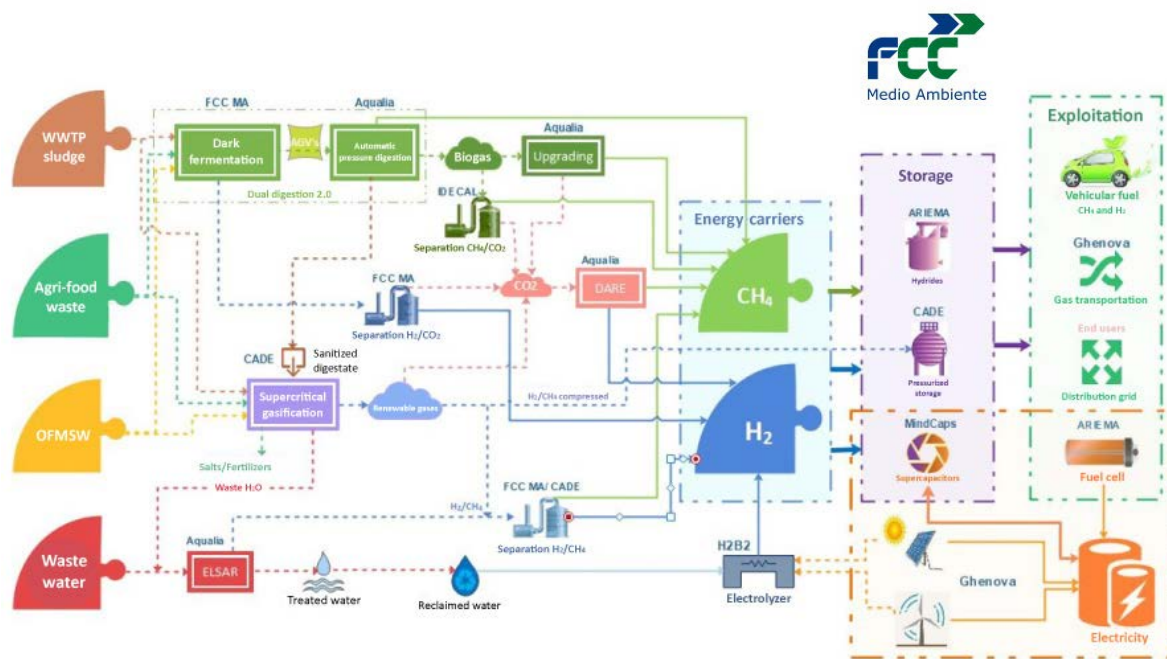 FCC
Medio Ambiente
FCC MA
Aqualia
WWTP
sludge
Dark
fermentation
AGV's
Automatic
pressure digestion
Dual digestion 2.0
Biogas
Aqualia
Upgrading
IDECAL
Separation CH₄/CO₂
Agri-food
waste
FCC MA
Separation H₂/CO₂
CO2
Aqualia
DARE
Energy carriers
CH₄
H₂
CADE
Sanitized
digestate
Supercritical
gasification
Renewable gases
H₂/CH₄ compressed
OFMSW
Salts/Fertilizers
Waste H₂O
H₂/CH₄
FCC MA/ CADE
Separation H₂/CH₄
Waste
water
Aqualia
ELSAR
Treated water
Reclaimed water
H2B2
Electrolyzer
Storage
ARIEMA
Hydrides
CADE
Pressurized
storage
MindCaps
Supercapacitors
Exploitation
Vehicular fuel
CH₄ and H₂
Ghenova
Gas transportation
End users
Distribution grid
ARIEMA
Fuel cell
Ghenova
Electricity